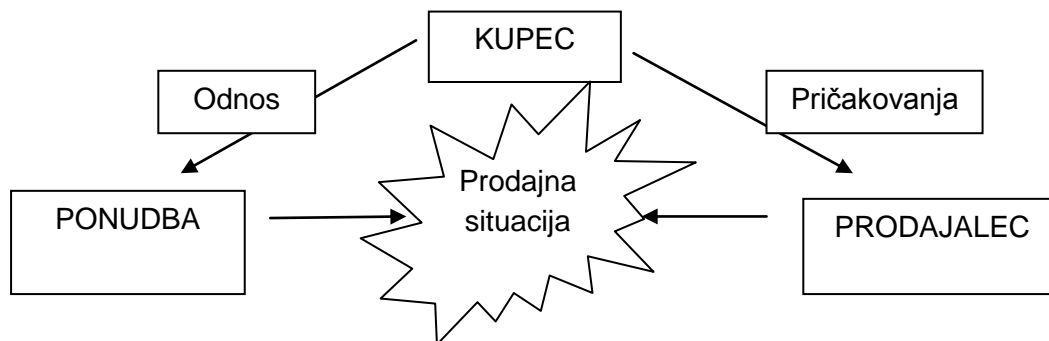 KUPEC
Odnos
Pričakovanja
Prodajna
situacija
PONUDBA
PRODAJALEC